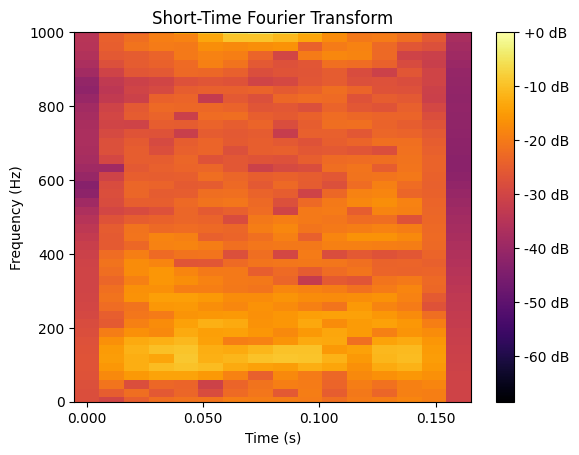 Short-Time Fourier Transform
1000
800
600
400
200
0
Frequency (Hz)
0.000
0.050
0.100
0.150
Time (s)
+0 dB
-10 dB
-20 dB
-30 dB
-40 dB
-50 dB
-60 dB